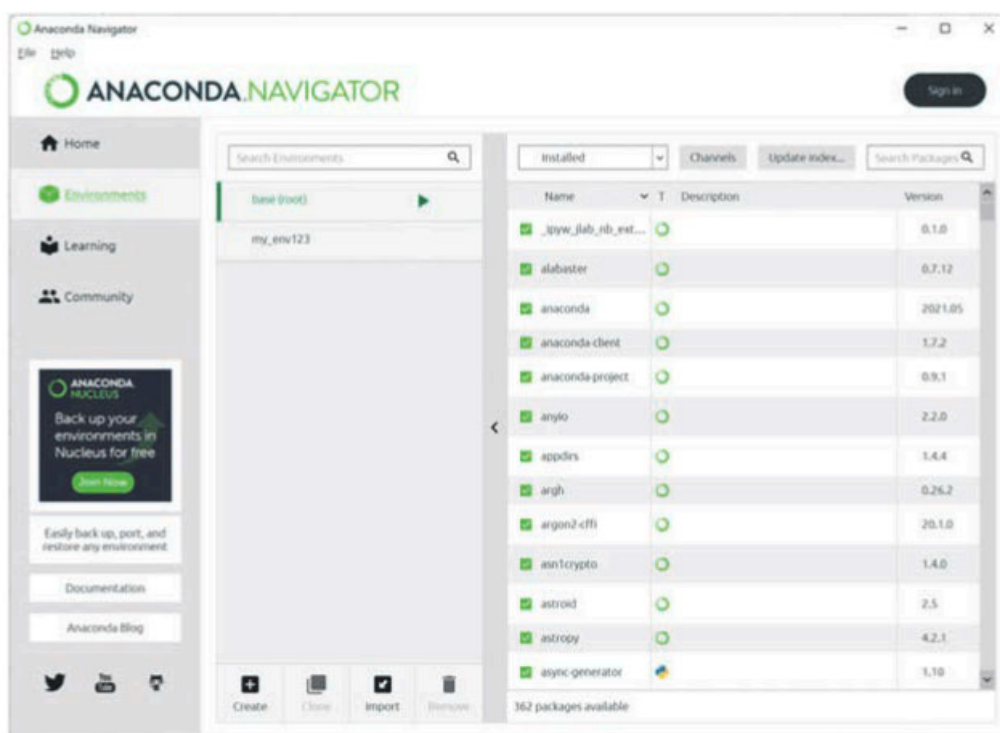 Anaconda Navigator
File Help
ANACONDA.NAVIGATOR
Sign in
Home
Environments
Learning
Community
ANACONDA.
NUCLEUS
Back up your
environments in
Nucleus for free
Join Now
Easily back up, port, and
restore any environment
Documentation
Anaconda Blog
You
Tube
Search Environments
base (root)
my_env123
Create
Clone
Import
Remove
Installed
Channels
Update index...
Search Packages
Name T Description Version
_ipyw_jlab_nb_ext... 0.1.0
alabaster 0.7.12
anaconda 2021.05
anaconda-client 1.7.2
anaconda-project 0.9.1
anyio 2.2.0
appdirs 1.4.4
argh 0.26.2
argon2-cffi 20.1.0
asn1crypto 1.4.0
astroid 2.5
astropy 4.2.1
async-generator 1.10
362 packages available